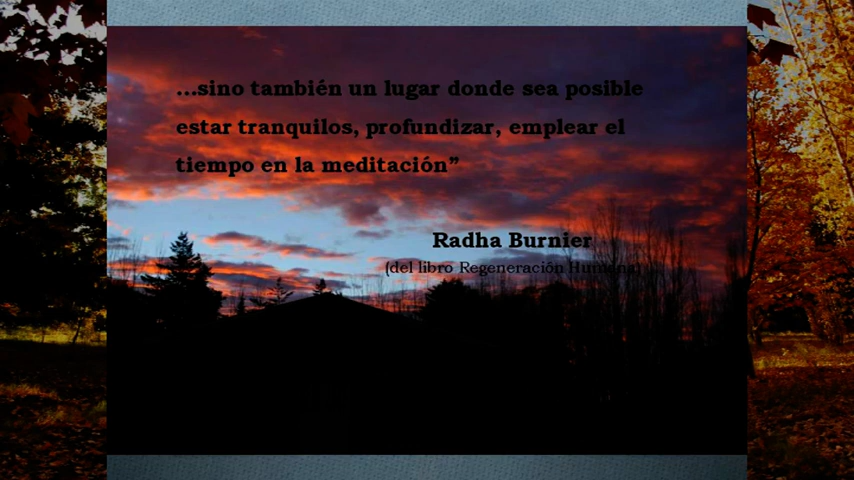 ...sino también un lugar donde sea posible
estar tranquilos, profundizar, emplear el
tiempo en la meditación”
Radha Burnier
(del libro Regeneración Humana)